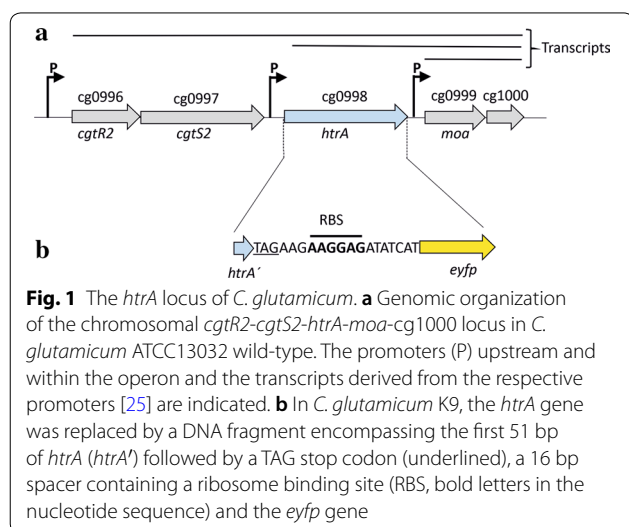 a
Transcripts
P P P
cg0996 cg0997 cg0998 cg0999 cg1000
cgtR2 cgtS2 htrA moa
RBS
b
TAGAAGAAGGAGATATCAT
htrA´ eyfp
Fig. 1 The htrA locus of C. glutamicum. a Genomic organization
of the chromosomal cgtR2-cgtS2-htrA-moa-cg1000 locus in C.
glutamicum ATCC13032 wild-type. The promoters (P) upstream and
within the operon and the transcripts derived from the respective
promoters [25] are indicated. b In C. glutamicum K9, the htrA gene
was replaced by a DNA fragment encompassing the first 51 bp
of htrA (htrA′) followed by a TAG stop codon (underlined), a 16 bp
spacer containing a ribosome binding site (RBS, bold letters in the
nucleotide sequence) and the eyfp gene